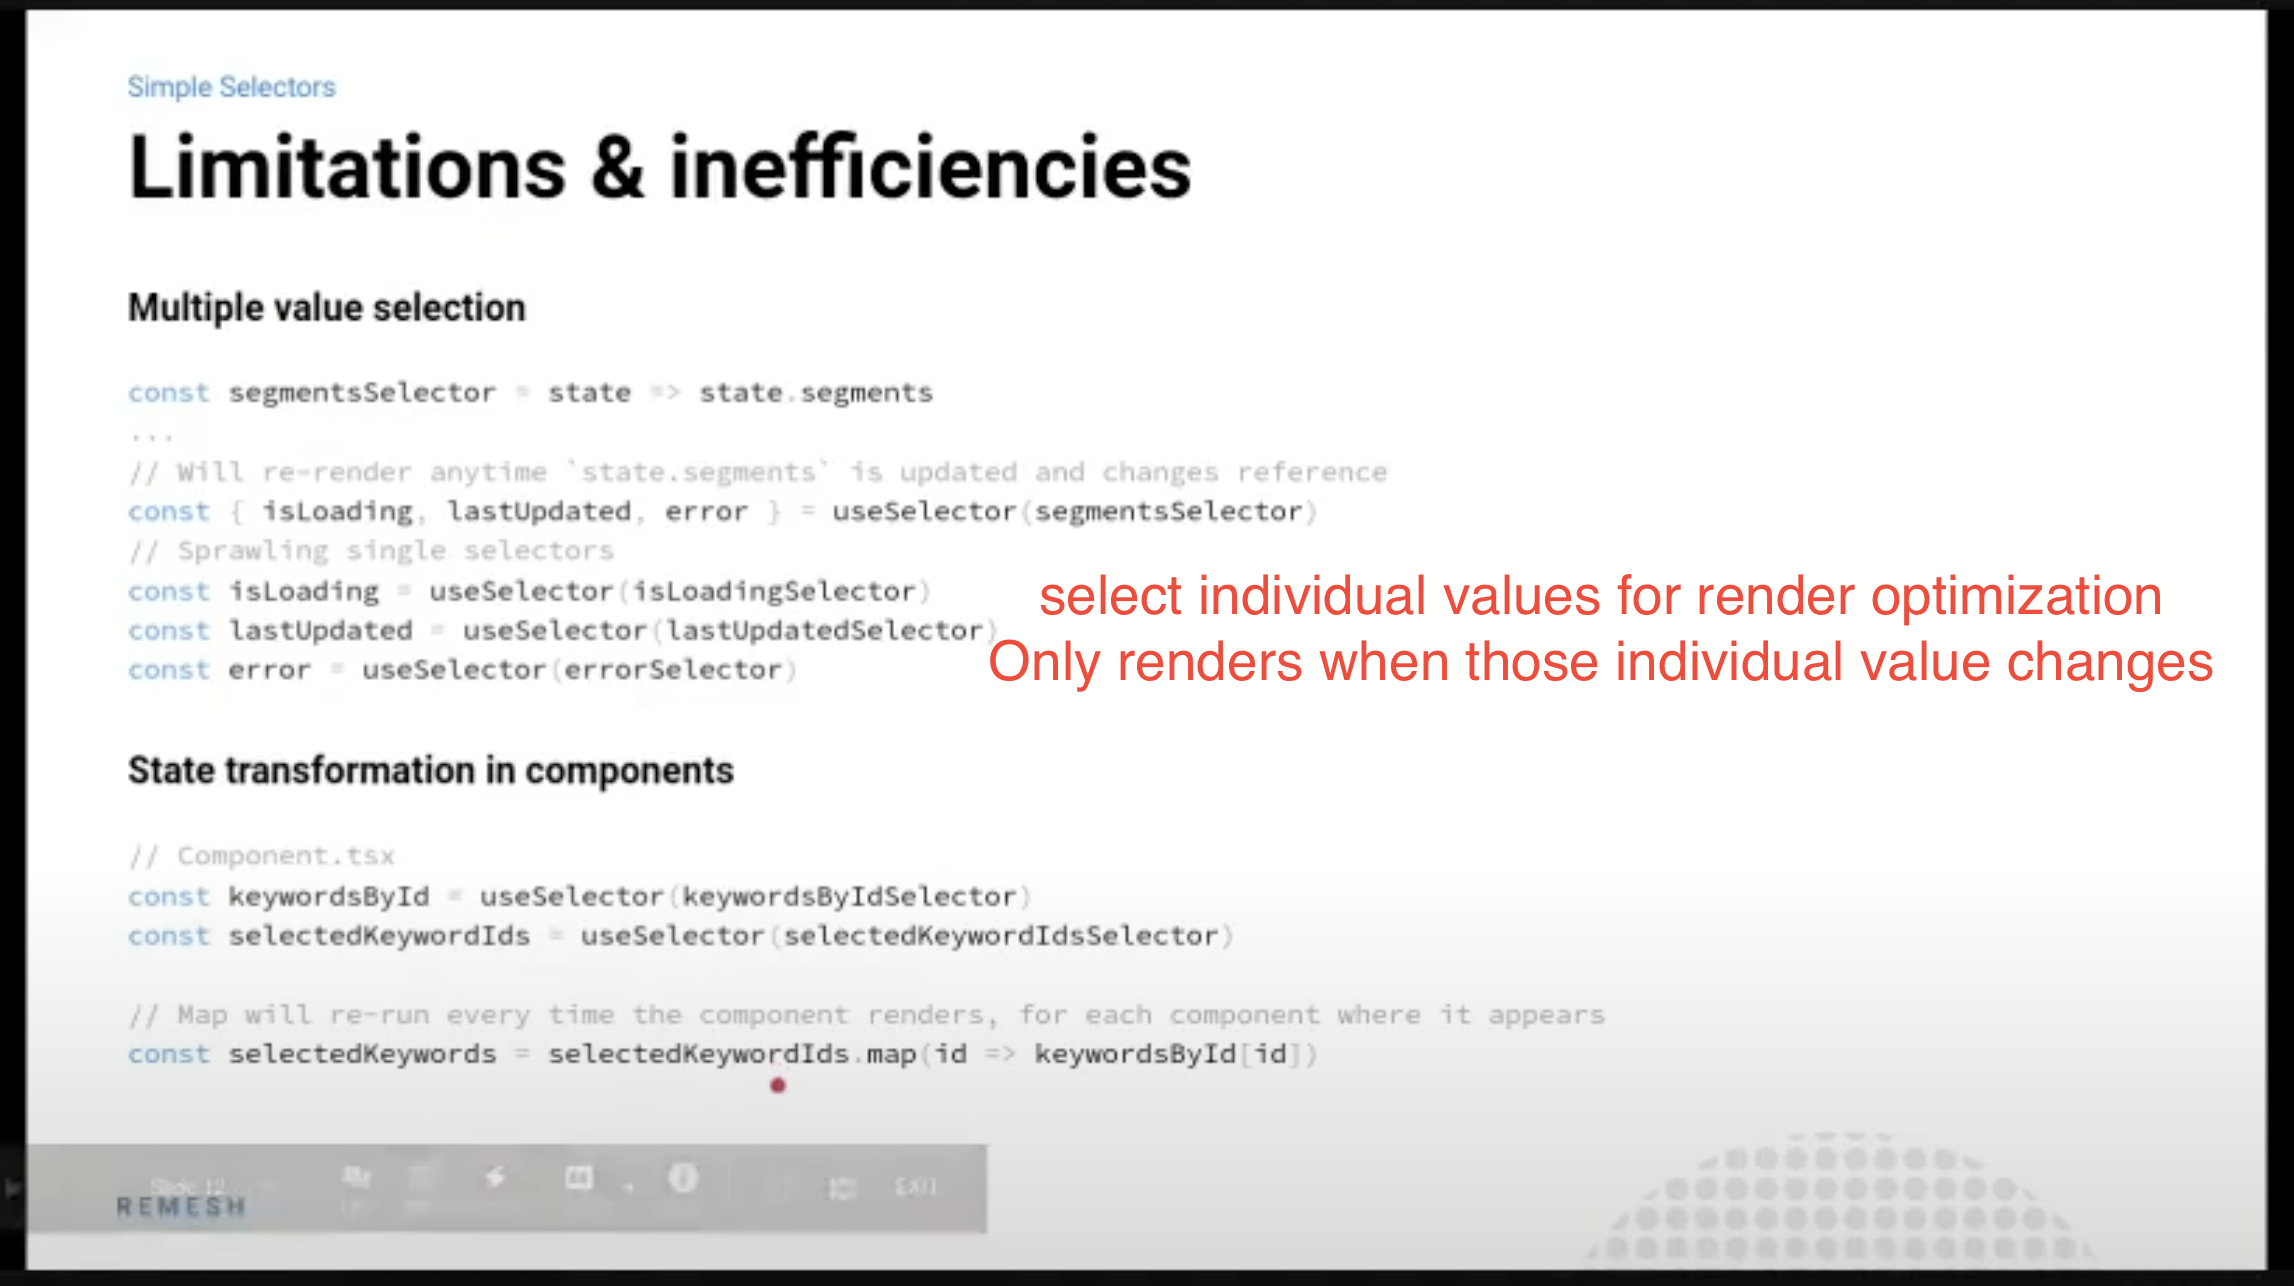 Simple Selectors
Limitations & inefficiencies
Multiple value selection
const segmentsSelector = state => state.segments
...
// Will re-render anytime `state.segments` is updated and changes reference
const { isLoading, lastUpdated, error } = useSelector(segmentsSelector)
// Sprawling single selectors
const isLoading = useSelector(isLoadingSelector)
const lastUpdated = useSelector(lastUpdatedSelector)
const error = useSelector(errorSelector)
select individual values for render optimization
Only renders when those individual value changes
State transformation in components
// Component.tsx
const keywordsById = useSelector(keywordsByIdSelector)
const selectedKeywordIds = useSelector(selectedKeywordIdsSelector)
// Map will re-run every time the component renders, for each component where it appears
const selectedKeywords = selectedKeywordIds.map(id => keywordsById[id])
Slide 12
EXIT
REMESH